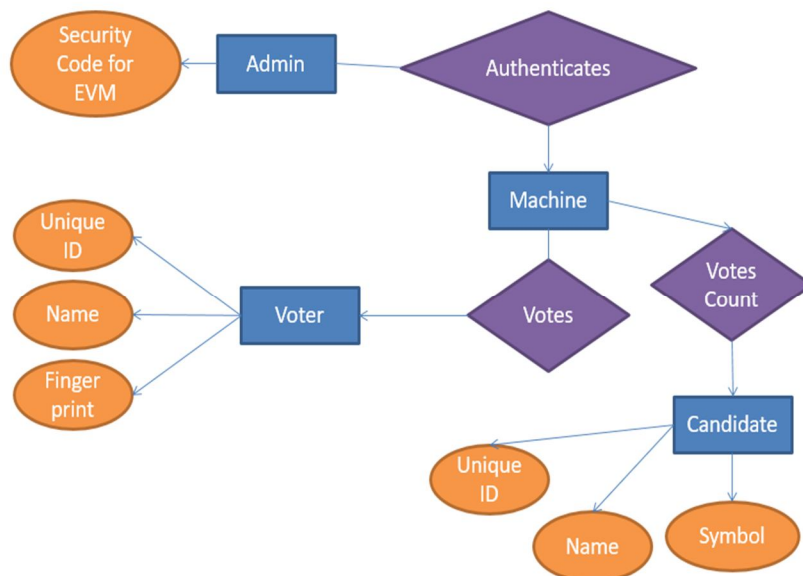 Security
Code for
EVM
Admin
Authenticates
Machine
Unique
ID
Name
Finger
print
Voter
Votes
Votes
Count
Candidate
Unique
ID
Name
Symbol